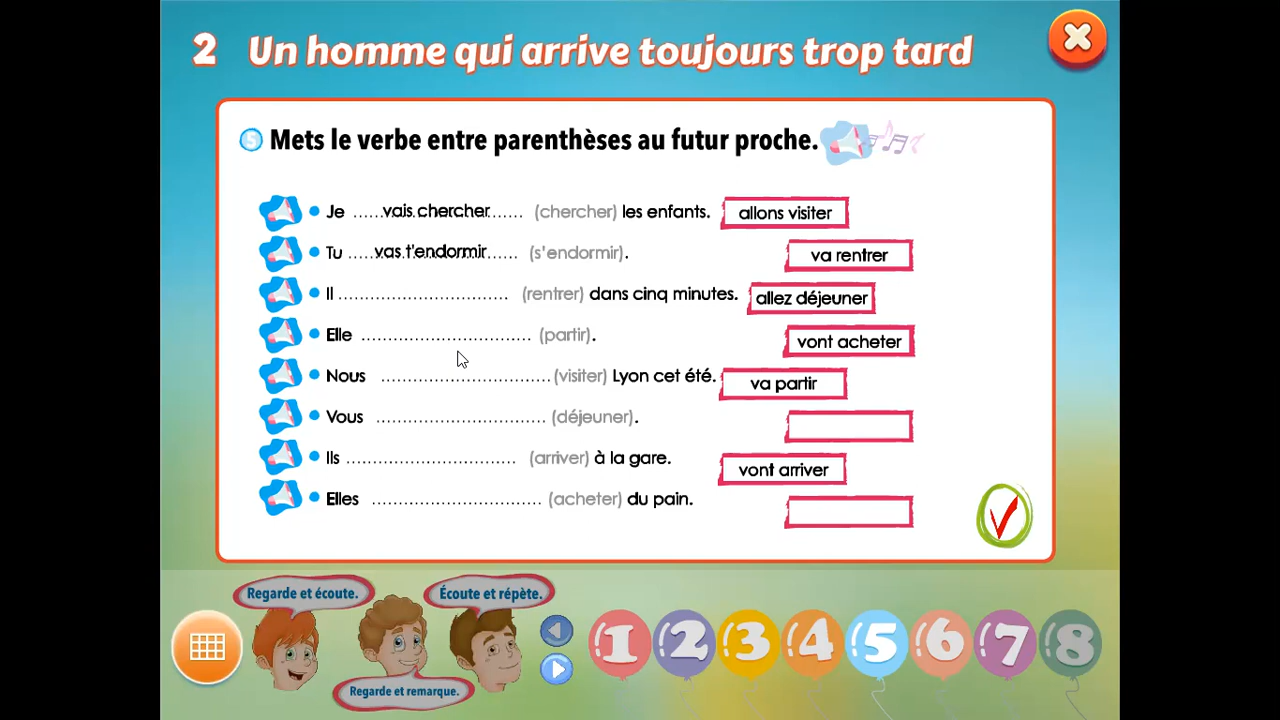 2 Un homme qui arrive toujours trop tard
5 Mets le verbe entre parenthèses au futur proche.
Je ......vais chercher...... (chercher) les enfants.
allons visiter
Tu .....vas t'endormir...... (s'endormir).
va rentrer
Il .................................. (rentrer) dans cinq minutes.
allez déjeuner
Elle .................................. (partir).
vont acheter
Nous .................................. (visiter) Lyon cet été.
va partir
Vous .................................. (déjeuner).
Ils .................................. (arriver) à la gare.
vont arriver
Elles .................................. (acheter) du pain.
Regarde et écoute.
Écoute et répète.
Regarde et remarque.
1 2 3 4 5 6 7 8